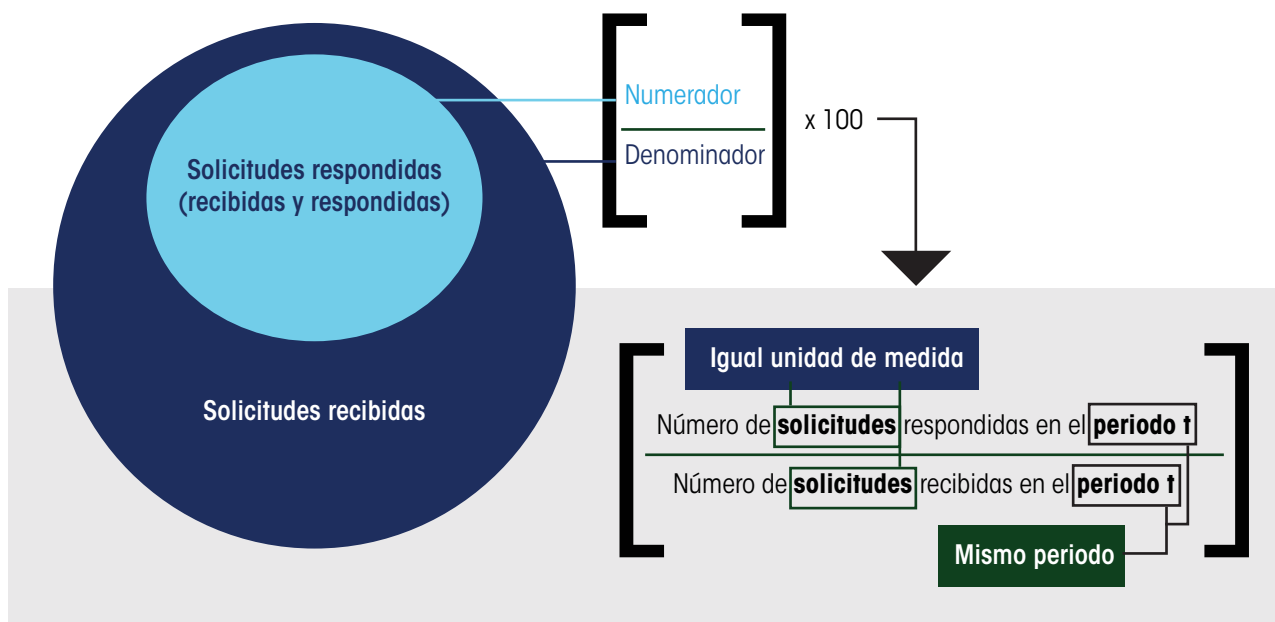 Numerador
x 100
Denominador
Solicitudes respondidas
(recibidas y respondidas)
Solicitudes recibidas
Igual unidad de medida
Número de solicitudes respondidas en el periodo t
Número de solicitudes recibidas en el periodo t
Mismo periodo